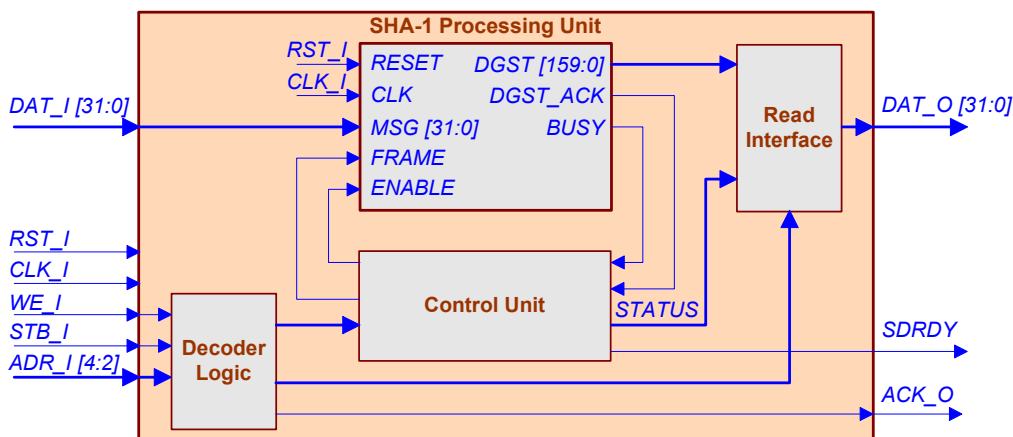 SHA-1 Processing Unit
RST_I
RESET
DGST [159:0]
CLK_I
CLK
DGST_ACK
DAT_I [31:0]
MSG [31:0]
BUSY
Read
Interface
DAT_O [31:0]
FRAME
ENABLE
RST_I
CLK_I
WE_I
STB_I
ADR_I [4:2]
Decoder
Logic
Control Unit
STATUS
SDRDY
ACK_O